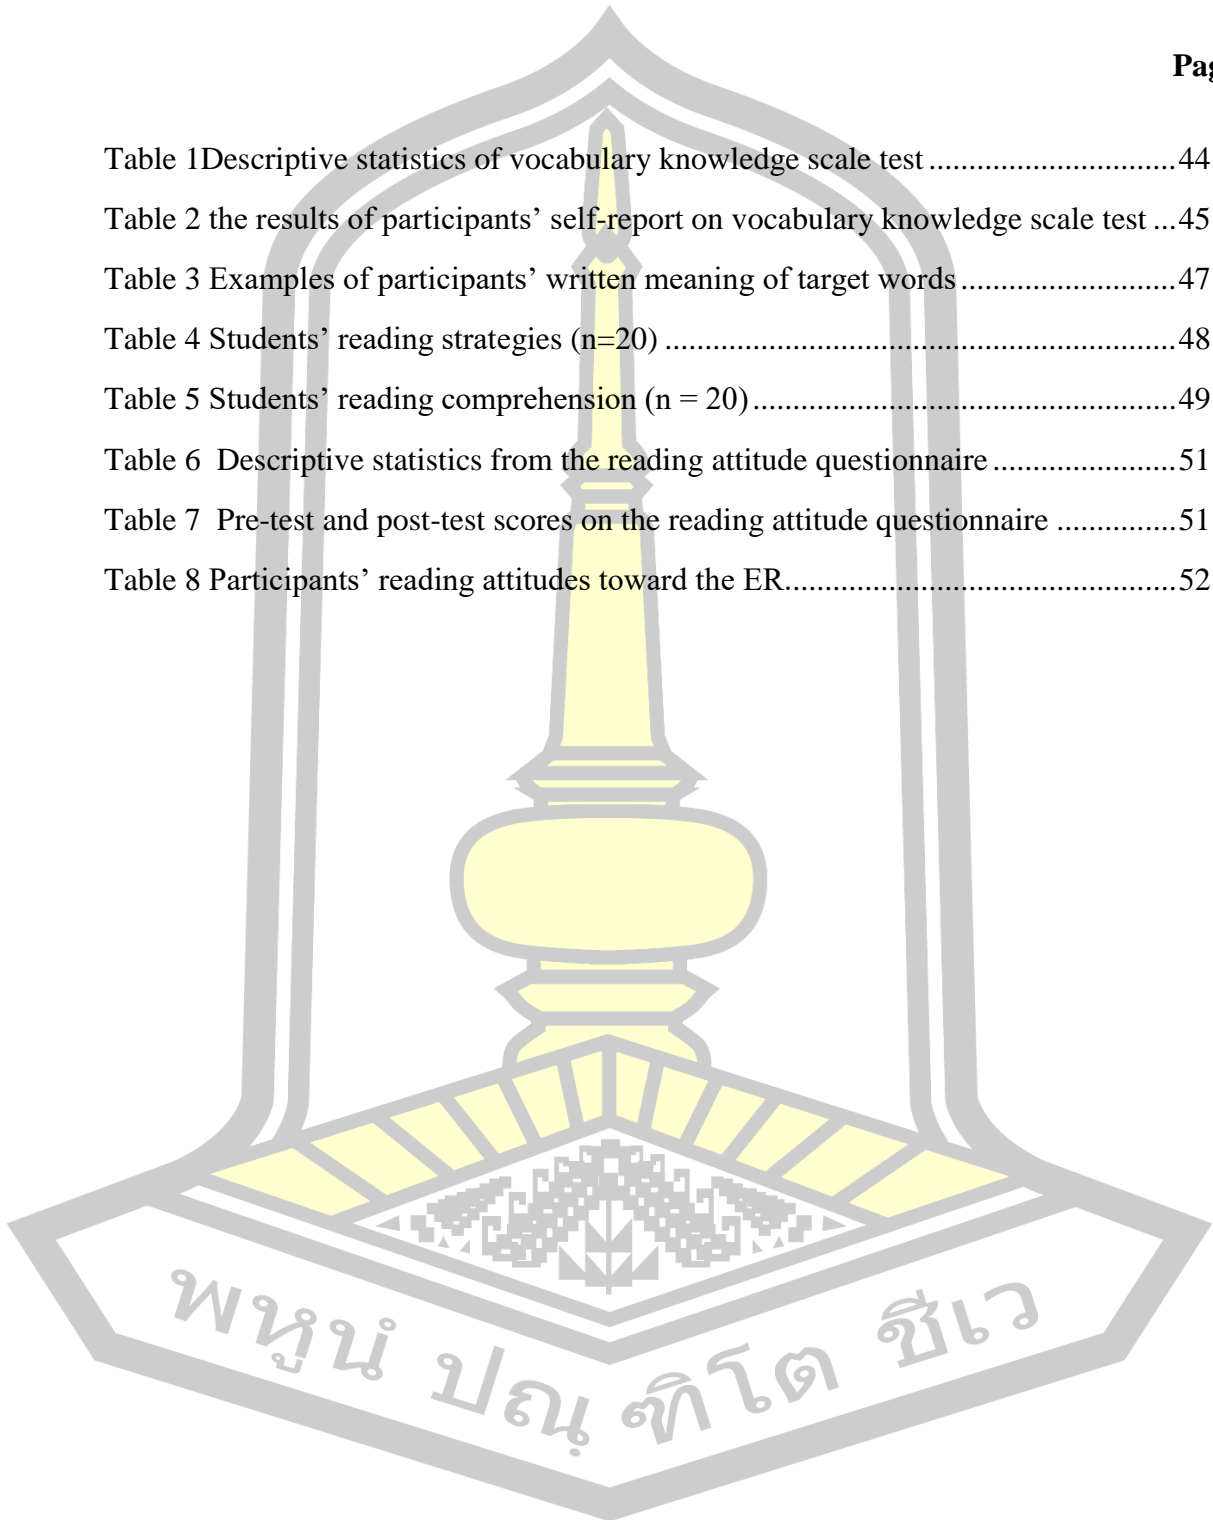 Pag
Table 1Descriptive statistics of vocabulary knowledge scale test ..............................44
Table 2 the results of participants’ self-report on vocabulary knowledge scale test ...45
Table 3 Examples of participants’ written meaning of target words..........................47
Table 4 Students’ reading strategies (n=20) ...............................................................48
Table 5 Students’ reading comprehension (n = 20)....................................................49
Table 6  Descriptive statistics from the reading attitude questionnaire ......................51
Table 7  Pre-test and post-test scores on the reading attitude questionnaire ..............51
Table 8 Participants’ reading attitudes toward the ER................................................52
พหูนํ ปณฺ ฑิโต ชีเว